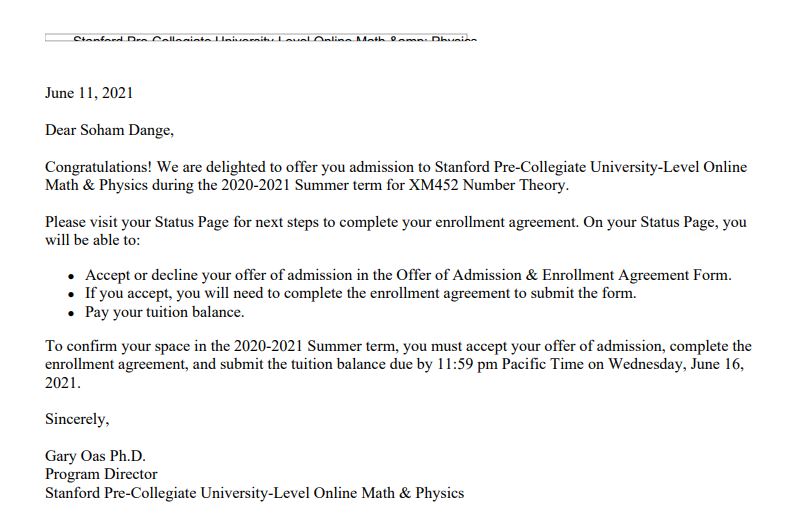 Stanford Pre-Collegiate University-Level Online Math &amp; Physics
June 11, 2021
Dear Soham Dange,
Congratulations! We are delighted to offer you admission to Stanford Pre-Collegiate University-Level Online
Math & Physics during the 2020-2021 Summer term for XM452 Number Theory.
Please visit your Status Page for next steps to complete your enrollment agreement. On your Status Page, you
will be able to:
• Accept or decline your offer of admission in the Offer of Admission & Enrollment Agreement Form.
• If you accept, you will need to complete the enrollment agreement to submit the form.
• Pay your tuition balance.
To confirm your space in the 2020-2021 Summer term, you must accept your offer of admission, complete the
enrollment agreement, and submit the tuition balance due by 11:59 pm Pacific Time on Wednesday, June 16,
2021.
Sincerely,
Gary Oas Ph.D.
Program Director
Stanford Pre-Collegiate University-Level Online Math & Physics